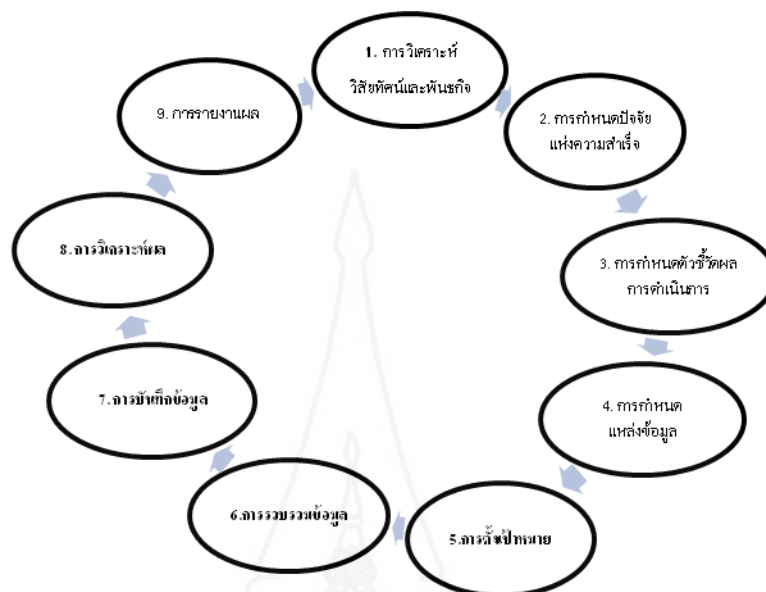 1. การวิเคราะห์
วิสัยทัศน์และพันธกิจ
2. การกำหนดปัจจัย
แห่งความสำเร็จ
3. การกำหนดตัวชี้วัดผล
การดำเนินการ
4. การกำหนด
แหล่งข้อมูล
5.การตั้งเป้าหมาย
6.การรวบรวมข้อมูล
7.การบันทึกข้อมูล
8.การวิเคราะห์ผล
9. การรายงานผล